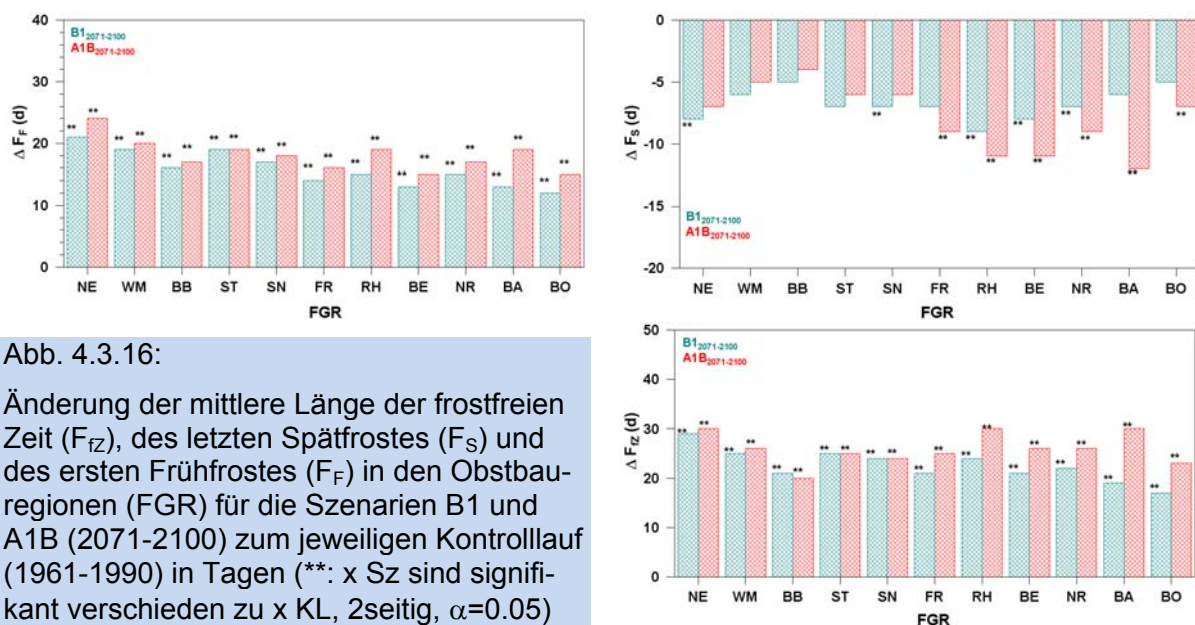 40
30
20
10
0
Δ F_F (d)
B1 2071-2100
A1B 2071-2100
** ** ** ** ** ** ** ** ** ** ** ** ** ** ** ** ** ** ** ** ** **
NE WM BB ST SN FR RH BE NR BA BO
FGR
0
-5
-10
-15
-20
Δ F_S (d)
** ** ** ** ** ** ** ** ** ** ** **
B1 2071-2100
A1B 2071-2100
NE WM BB ST SN FR RH BE NR BA BO
FGR
Abb. 4.3.16:
Änderung der mittlere Länge der frostfreien
Zeit (F_fZ), des letzten Spätfrostes (F_S) und
des ersten Frühfrostes (F_F) in den Obstbau-
regionen (FGR) für die Szenarien B1 und
A1B (2071-2100) zum jeweiligen Kontrolllauf
(1961-1990) in Tagen (**: x Sz sind signifi-
kant verschieden zu x KL, 2seitig, α=0.05)
50
40
30
20
10
0
Δ F_fZ (d)
B1 2071-2100
A1B 2071-2100
** ** ** ** ** ** ** ** ** ** ** ** ** ** ** ** ** ** ** ** ** **
NE WM BB ST SN FR RH BE NR BA BO
FGR